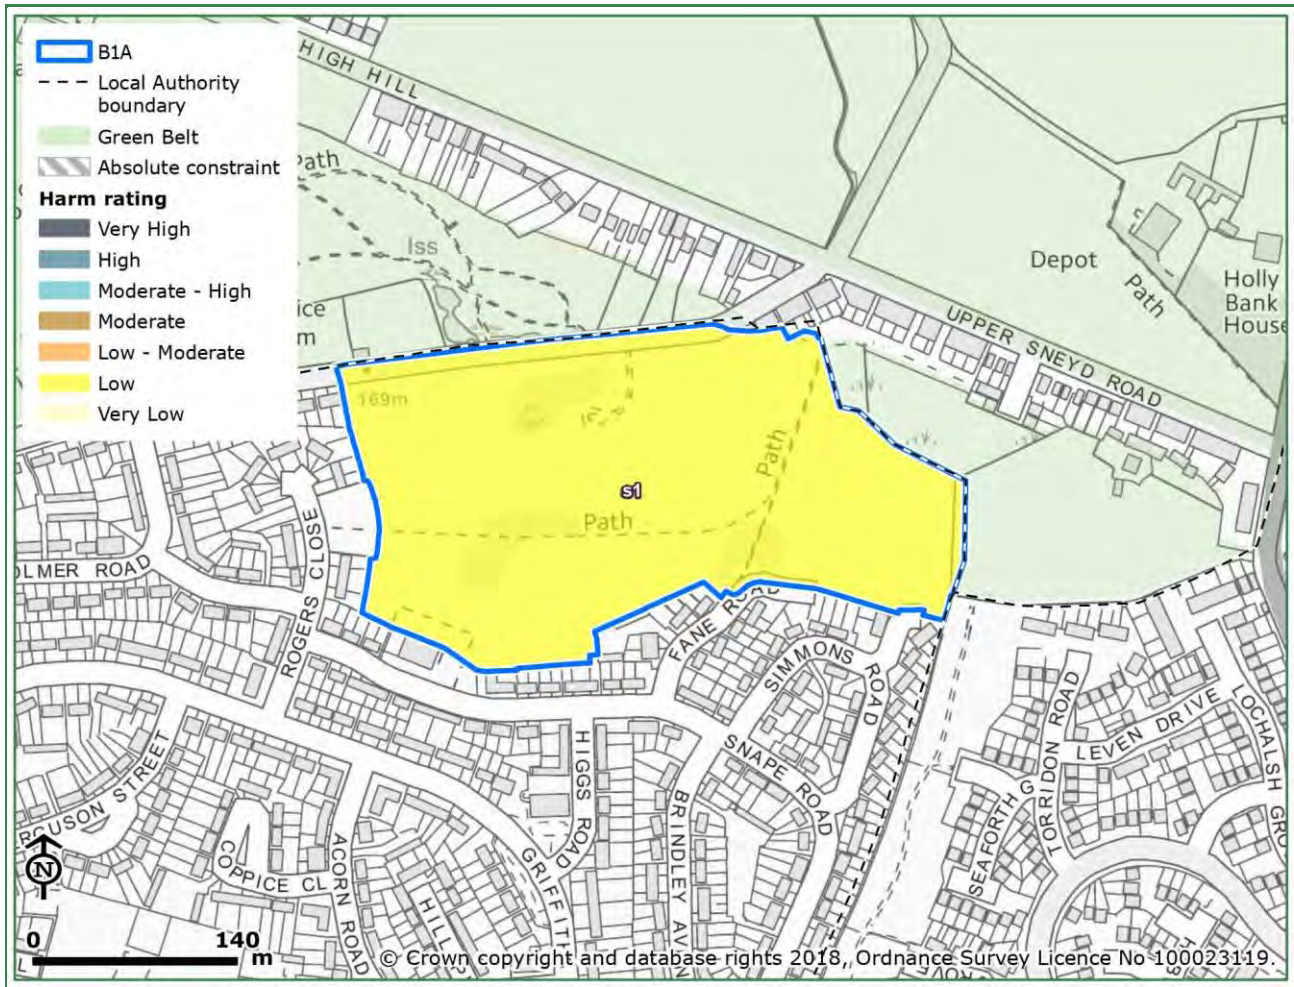 B1A
Local Authority
boundary
Green Belt
Absolute constraint
Harm rating
Very High
High
Moderate - High
Moderate
Low - Moderate
Low
Very Low
HIGH HILL
Path
Iss
Depot
Path
Holly
Bank
House
UPPER SNEYD ROAD
169m
Path
s1
Path
OLMER ROAD
ROGERS CLOSE
FANE ROAD
SIMMONS ROAD
SNAPE ROAD
HIGGS ROAD
BRINDLEY AVEN
GRIFFITH
ACORN ROAD
COPPICE CL
HILL
TORRIDON ROAD
LEVEN DRIVE
LOCHALSH GRO
SEAFORTH G
N
0 140
m
© Crown copyright and database rights 2018, Ordnance Survey Licence No 100023119.